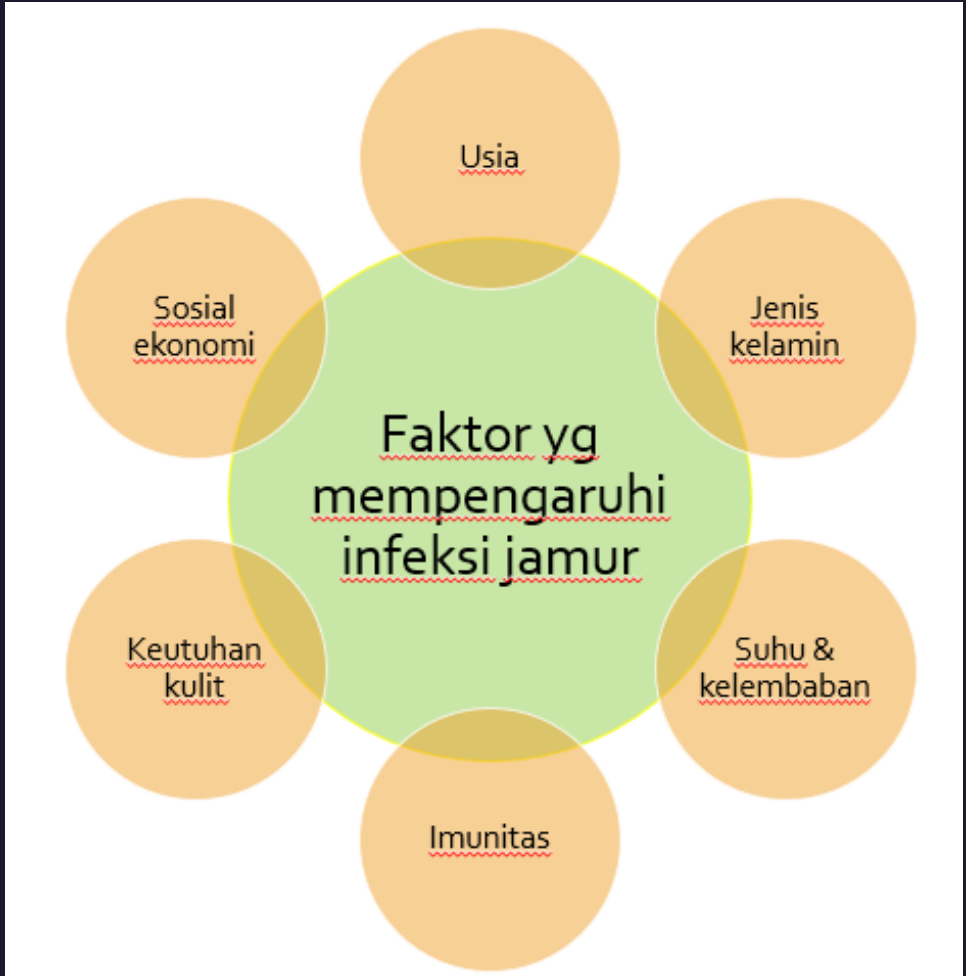 Usia
Sosial
ekonomi
Jenis
kelamin
Faktor yg
mempengaruhi
infeksi jamur
Keutuhan
kulit
Suhu &
kelembaban
Imunitas